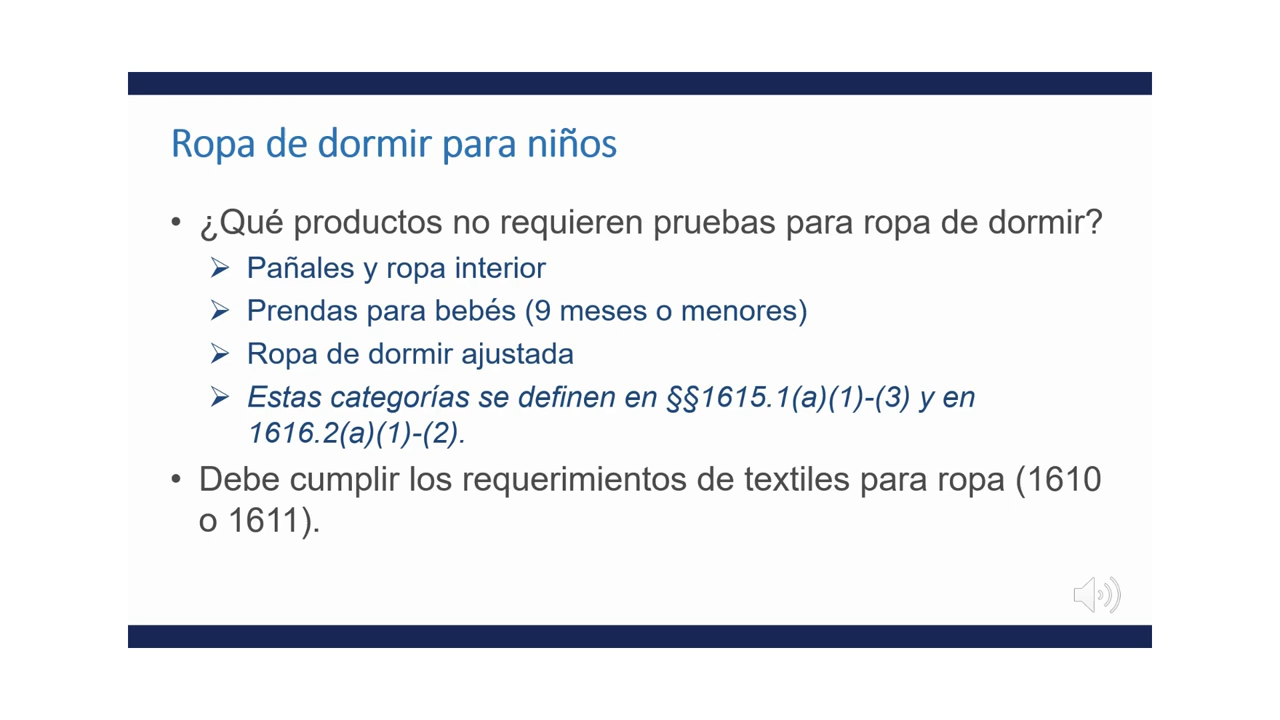 Ropa de dormir para niños
• ¿Qué productos no requieren pruebas para ropa de dormir?
➢ Pañales y ropa interior
➢ Prendas para bebés (9 meses o menores)
➢ Ropa de dormir ajustada
➢ Estas categorías se definen en §§1615.1(a)(1)-(3) y en
1616.2(a)(1)-(2).
• Debe cumplir los requerimientos de textiles para ropa (1610
o 1611).